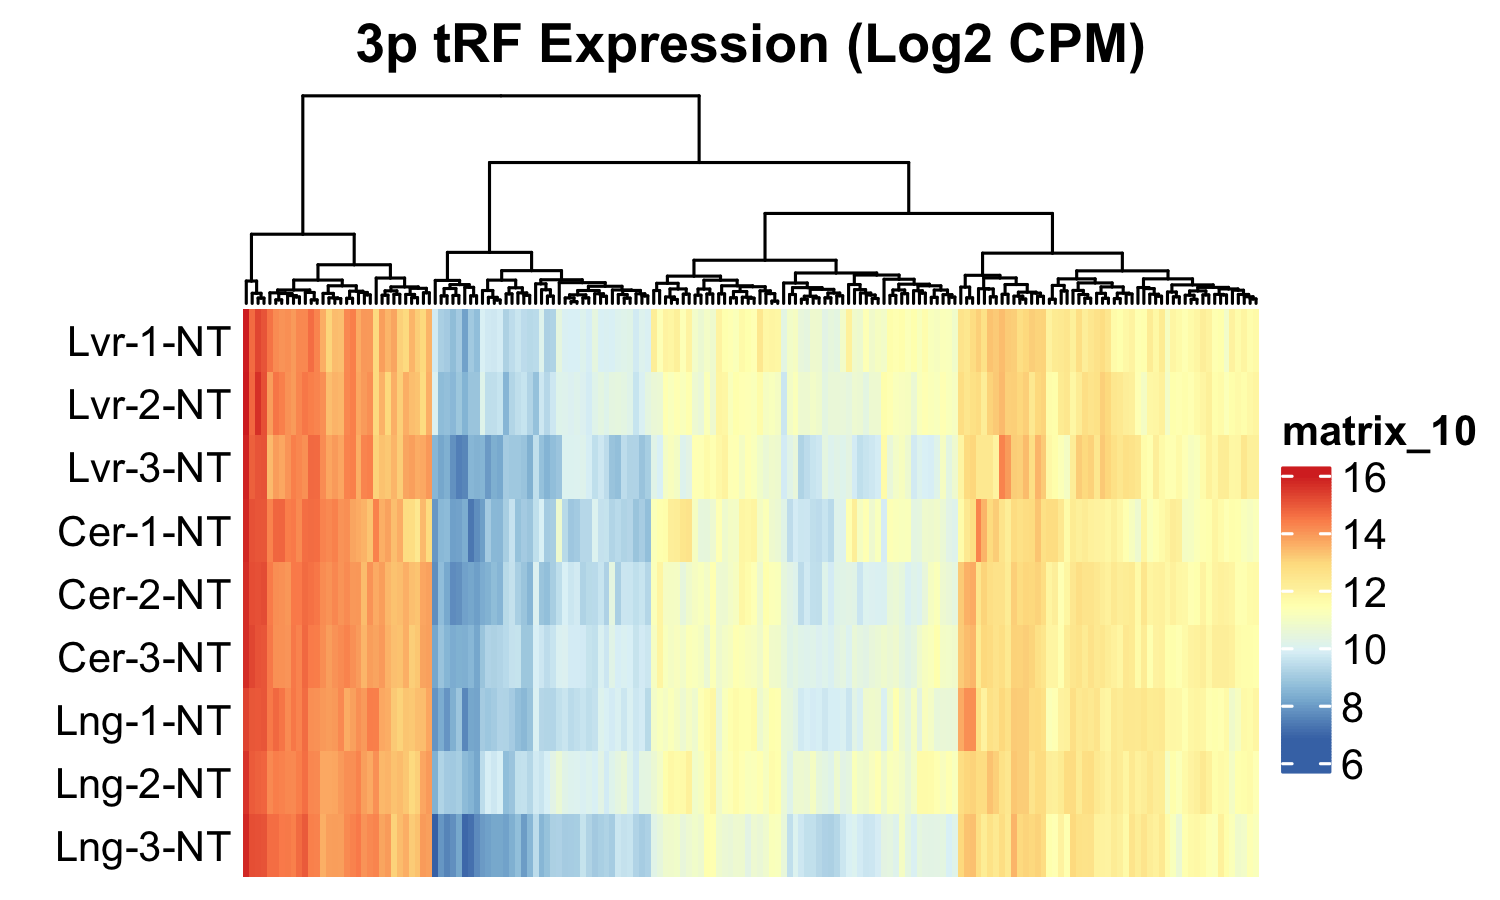 3p tRF Expression (Log2 CPM)
Lvr-1-NT
Lvr-2-NT
Lvr-3-NT
Cer-1-NT
Cer-2-NT
Cer-3-NT
Lng-1-NT
Lng-2-NT
Lng-3-NT
matrix_10
16
14
12
10
8
6